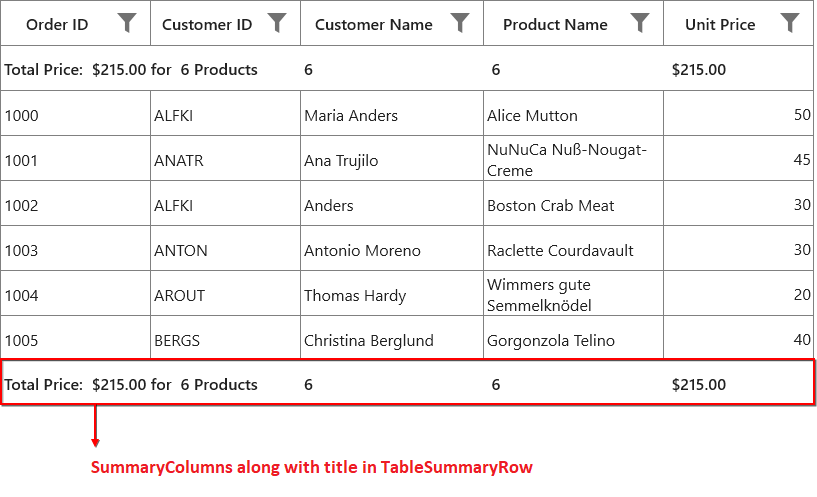 Order ID Customer ID Customer Name Product Name Unit Price
Total Price: $215.00 for 6 Products 6 6 $215.00
1000 ALFKI Maria Anders Alice Mutton 50
1001 ANATR Ana Trujilo NuNuCa Nuß-Nougat-
Creme 45
1002 ALFKI Anders Boston Crab Meat 30
1003 ANTON Antonio Moreno Raclette Courdavault 30
1004 AROUT Thomas Hardy Wimmers gute
Semmelknödel 20
1005 BERGS Christina Berglund Gorgonzola Telino 40
Total Price: $215.00 for 6 Products 6 6 $215.00
SummaryColumns along with title in TableSummaryRow